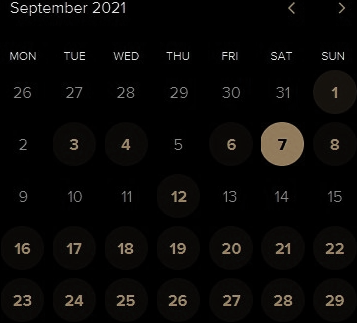 September 2021
MON TUE WED THU FRI SAT SUN
26 27 28 29 30 31 1
2 3 4 5 6 7 8
9 10 11 12 13 14 15
16 17 18 19 20 21 22
23 24 25 26 27 28 29